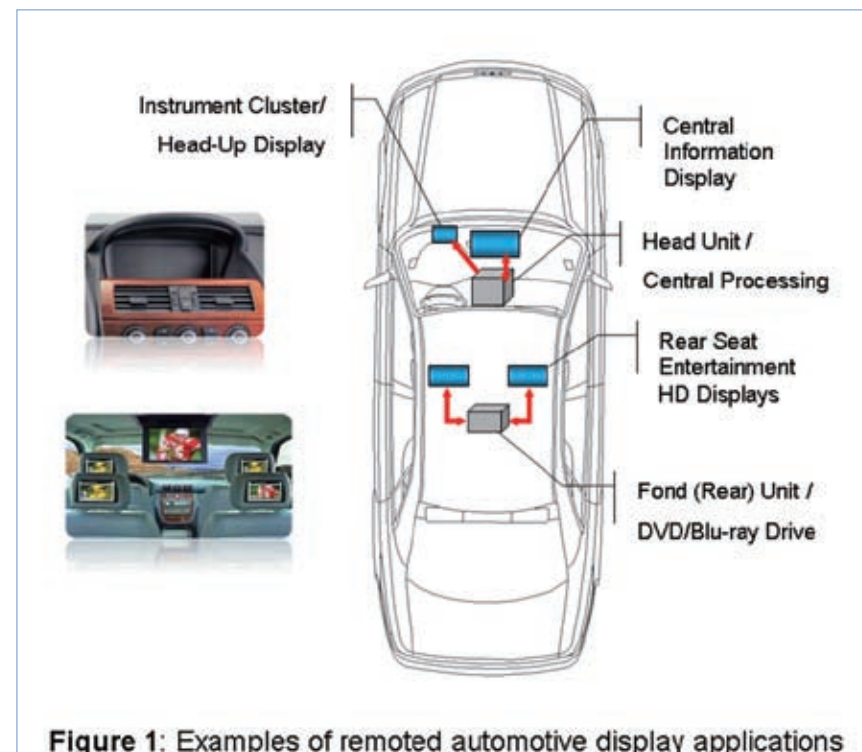 Instrument Cluster/
Head-Up Display
Central
Information
Display
Head Unit /
Central Processing
Rear Seat
Entertainment
HD Displays
Fond (Rear) Unit /
DVD/Blu-ray Drive
Figure 1: Examples of remoted automotive display applications